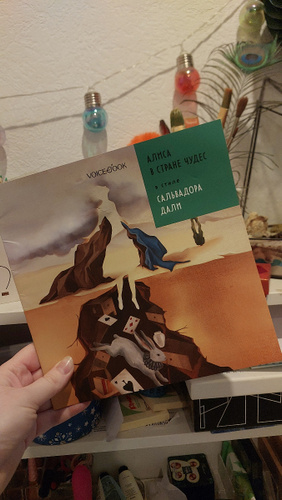 VOICEBOOK
АЛИСА
В СТРАНЕ ЧУДЕС
В СТИЛЕ
САЛЬВАДОРА
ДАЛИ